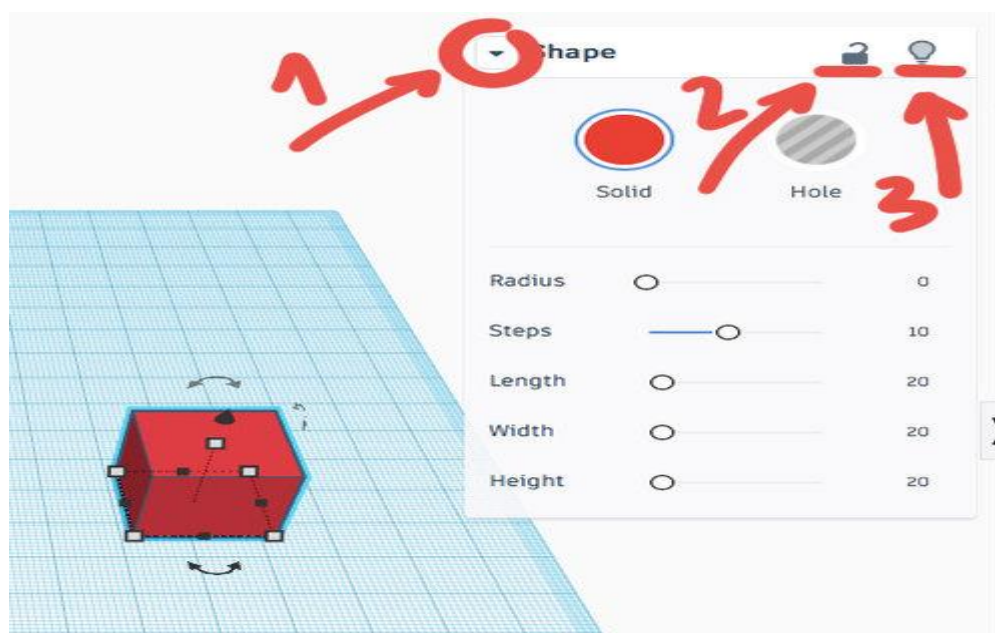 1
Shape
2
Solid
Hole
3
Radius 0
Steps 10
Length 20
Width 20
Height 20